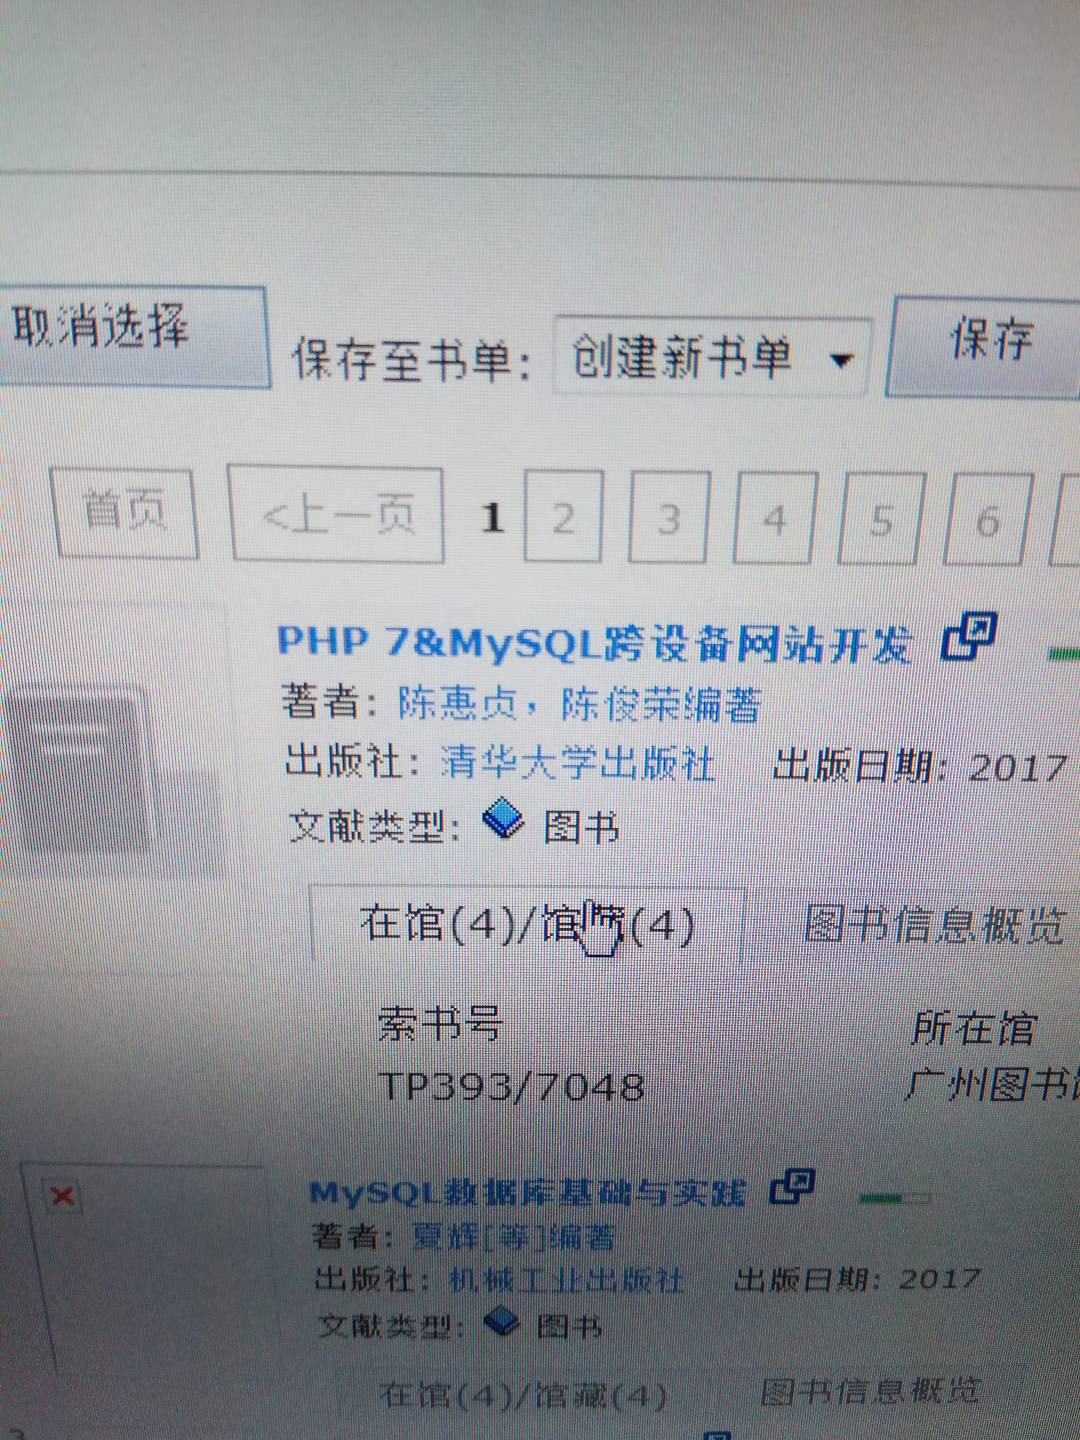 取消选择 保存至书单: 创建新书单 保存
首页 <上一页 1 2 3 4 5 6
PHP 7&MySQL跨设备网站开发
著者: 陈惠贞, 陈俊荣编著
出版社: 清华大学出版社 出版日期: 2017
文献类型: 图书
在馆(4)/馆藏(4) 图书信息概览
索书号 所在馆
TP393/7048 广州图书馆
MySQL数据库基础与实践
著者: 夏辉[等]编著
出版社: 机械工业出版社 出版日期: 2017
文献类型: 图书
在馆(4)/馆藏(4) 图书信息概览